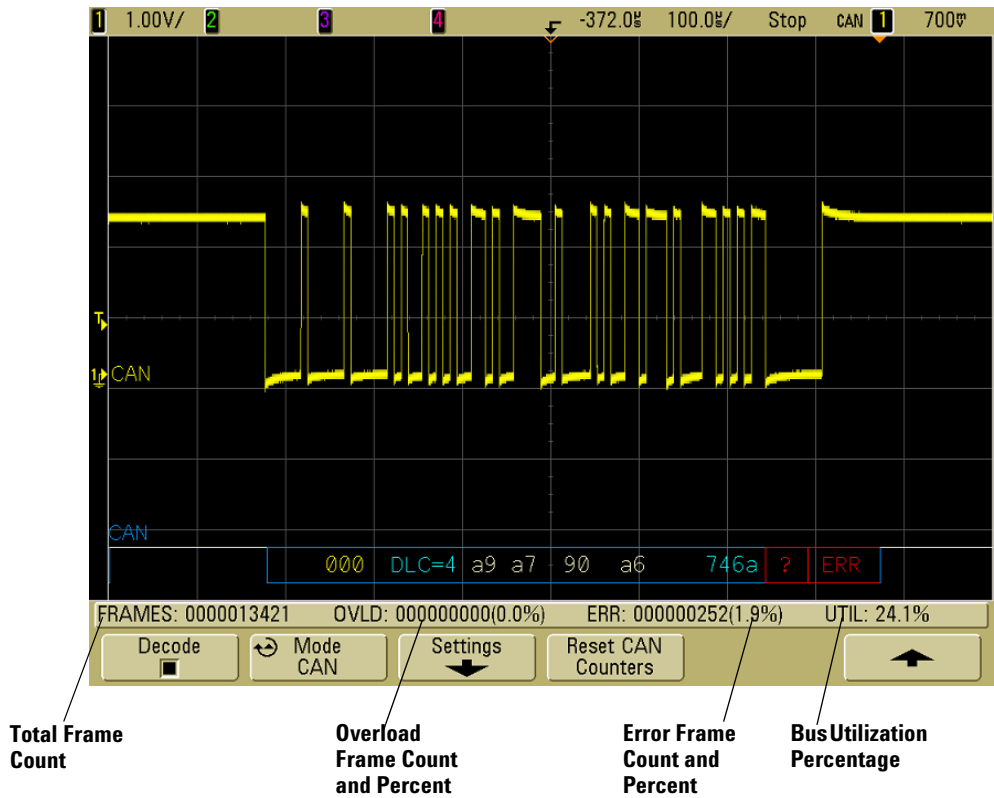 1 1.00V/ 2 3 4 -372.0µs 100.0µs/ Stop CAN 1 700mV
T
1 CAN
CAN
000 DLC=4 a9 a7 90 a6 746a ? ERR
FRAMES: 0000013421 OVLD: 000000000(0.0%) ERR: 000000252(1.9%) UTIL: 24.1%
Decode Mode Settings Reset CAN
CAN Counters
Total Frame
Count
Overload
Frame Count
and Percent
Error Frame
Count and
Percent
Bus Utilization
Percentage